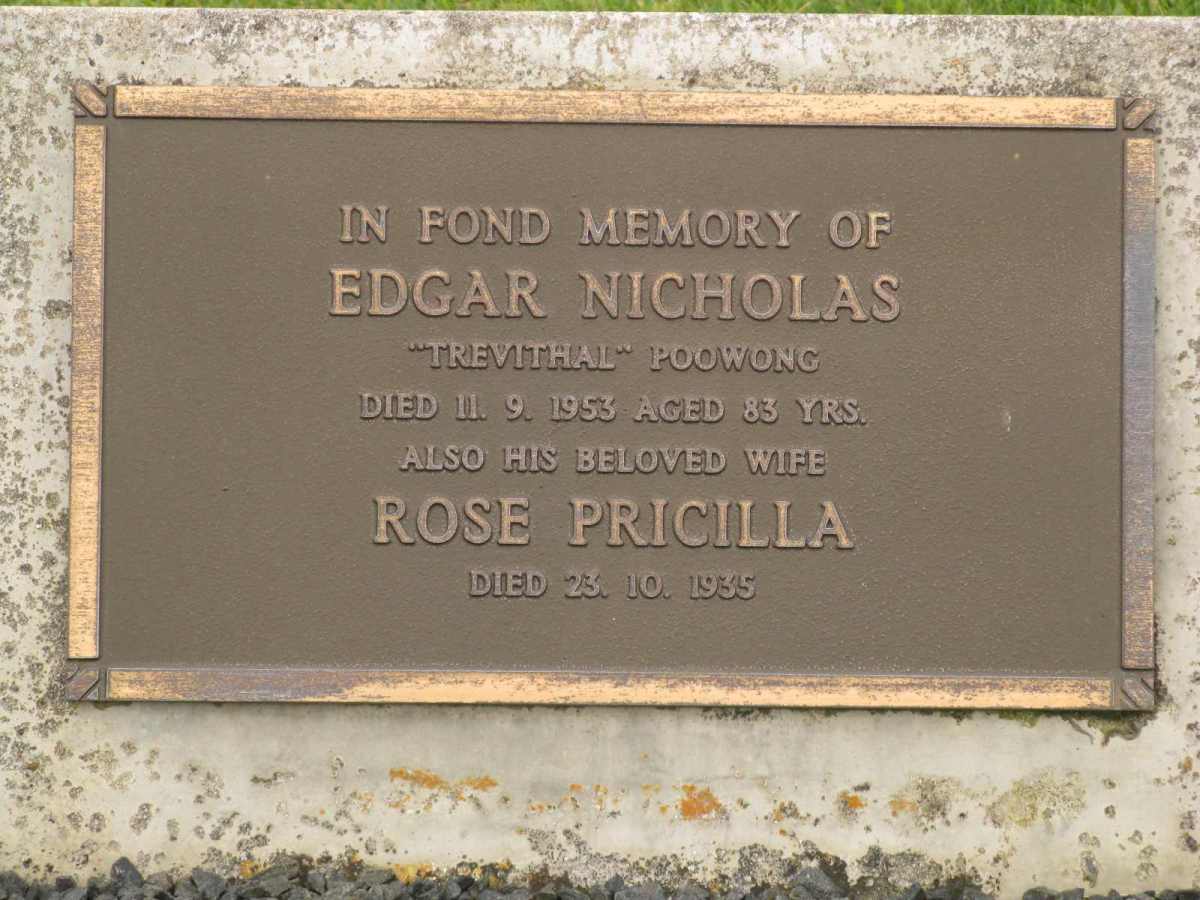 IN FOND MEMORY OF
EDGAR NICHOLAS
"TREVITHAL" POOWONG
DIED 11. 9. 1953 AGED 83 YRS.
ALSO HIS BELOVED WIFE
ROSE PRICILLA
DIED 23. 10. 1935